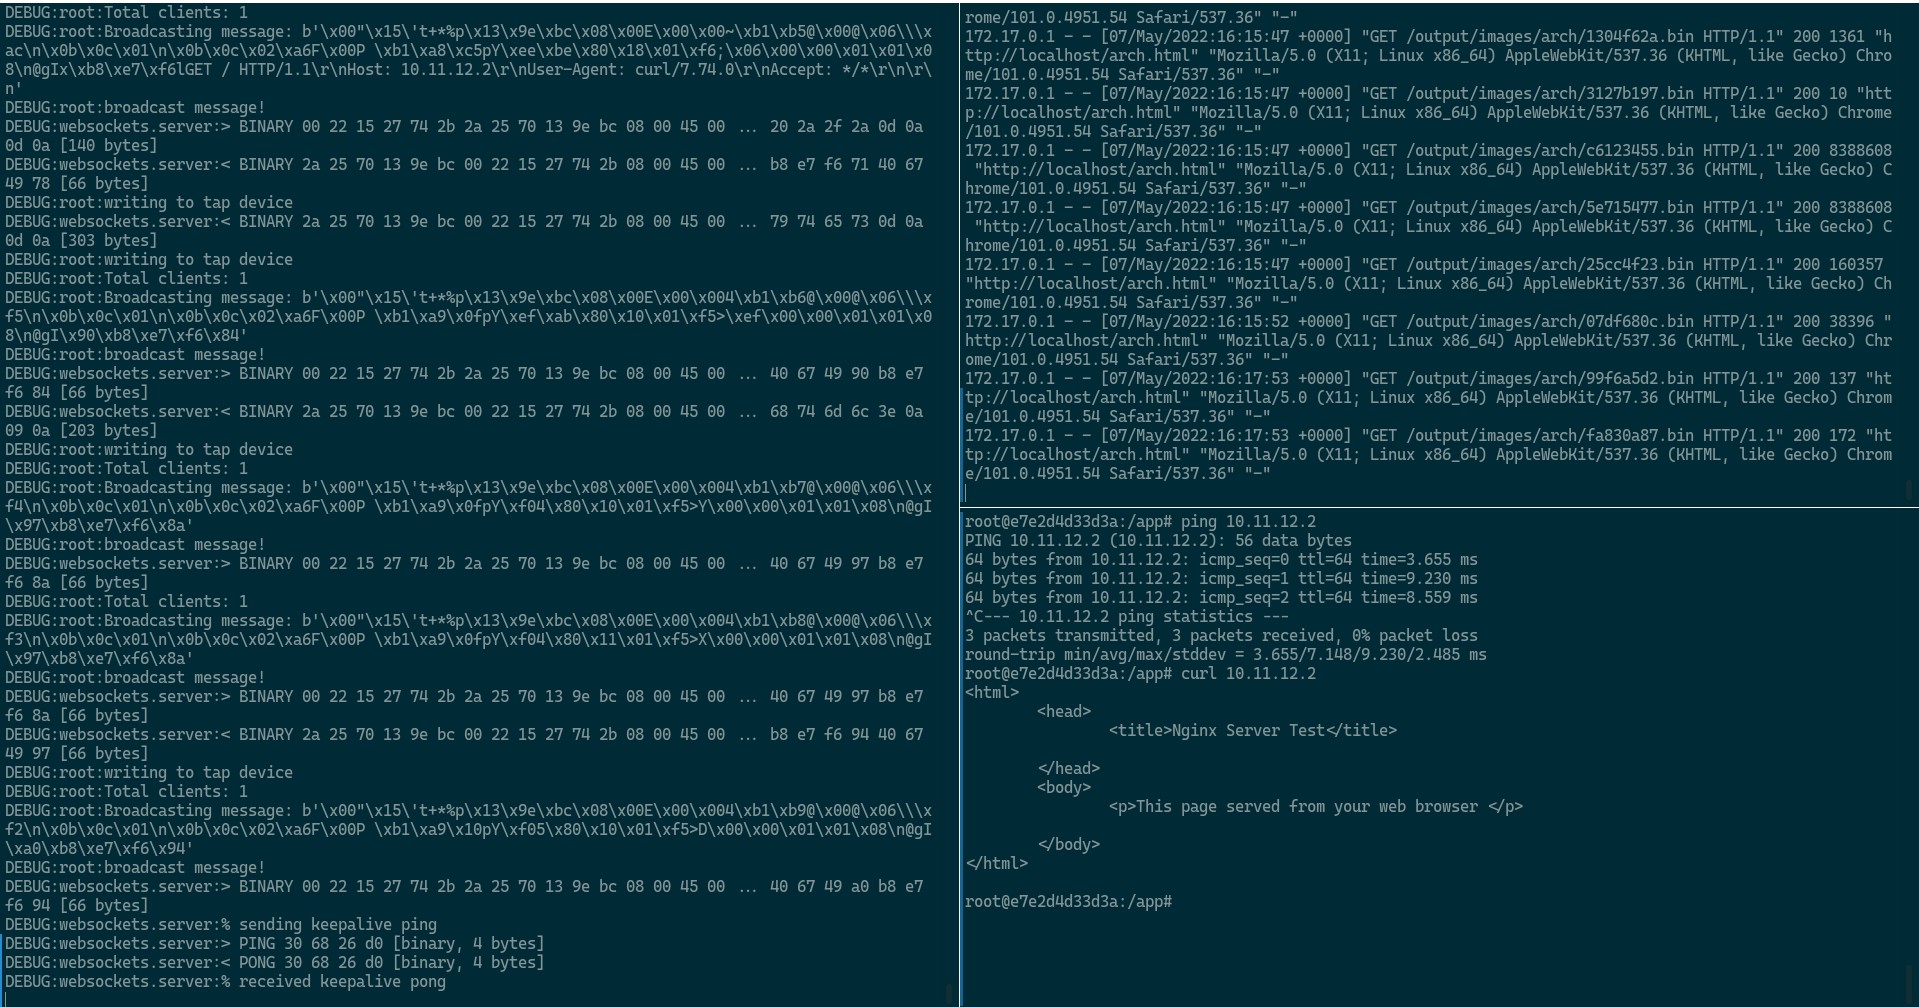 DEBUG:root:Total clients: 1
DEBUG:root:Broadcasting message: b'\x00"\x15\'t+*%p\x13\x9e\xbc\x08\x00E\x00\x00~\xb1\xb5@\x00@\x06\\\x
ac\n\x0b\x0c\x01\n\x0b\x0c\x02\xa6F\x00P \xb1\xa8\xc5pY\xee\xbe\x80\x18\x01\xf6;\x06\x00\x00\x01\x01\x0
8\n@gIx\xb8\xe7\xf6lGET / HTTP/1.1\r\nHost: 10.11.12.2\r\nUser-Agent: curl/7.74.0\r\nAccept: */*\r\n\r\
n'
DEBUG:root:broadcast message!
DEBUG:websockets.server:> BINARY 00 22 15 27 74 2b 2a 25 70 13 9e bc 08 00 45 00 ... 20 2a 2f 2a 0d 0a
0d 0a [140 bytes]
DEBUG:websockets.server:< BINARY 2a 25 70 13 9e bc 00 22 15 27 74 2b 08 00 45 00 ... b8 e7 f6 71 40 67
49 78 [66 bytes]
DEBUG:root:writing to tap device
DEBUG:websockets.server:< BINARY 2a 25 70 13 9e bc 00 22 15 27 74 2b 08 00 45 00 ... 79 74 65 73 0d 0a
0d 0a [303 bytes]
DEBUG:root:writing to tap device
DEBUG:root:Total clients: 1
DEBUG:root:Broadcasting message: b'\x00"\x15\'t+*%p\x13\x9e\xbc\x08\x00E\x00\x004\xb1\xb6@\x00@\x06\\\x
f5\n\x0b\x0c\x01\n\x0b\x0c\x02\xa6F\x00P \xb1\xa9\x0fpY\xef\xab\x80\x10\x01\xf5>\xef\x00\x00\x01\x01\x0
8\n@gI\x90\xb8\xe7\xf6\x84'
DEBUG:root:broadcast message!
DEBUG:websockets.server:> BINARY 00 22 15 27 74 2b 2a 25 70 13 9e bc 08 00 45 00 ... 40 67 49 90 b8 e7
f6 84 [66 bytes]
DEBUG:websockets.server:< BINARY 2a 25 70 13 9e bc 00 22 15 27 74 2b 08 00 45 00 ... 68 74 6d 6c 3e 0a
09 0a [203 bytes]
DEBUG:root:writing to tap device
DEBUG:root:Total clients: 1
DEBUG:root:Broadcasting message: b'\x00"\x15\'t+*%p\x13\x9e\xbc\x08\x00E\x00\x004\xb1\xb7@\x00@\x06\\\x
f4\n\x0b\x0c\x01\n\x0b\x0c\x02\xa6F\x00P \xb1\xa9\x0fpY\xf04\x80\x10\x01\xf5>Y\x00\x00\x01\x01\x08\n@gI
\x97\xb8\xe7\xf6\x8a'
DEBUG:root:broadcast message!
DEBUG:websockets.server:> BINARY 00 22 15 27 74 2b 2a 25 70 13 9e bc 08 00 45 00 ... 40 67 49 97 b8 e7
f6 8a [66 bytes]
DEBUG:root:Total clients: 1
DEBUG:root:Broadcasting message: b'\x00"\x15\'t+*%p\x13\x9e\xbc\x08\x00E\x00\x004\xb1\xb8@\x00@\x06\\\x
f3\n\x0b\x0c\x01\n\x0b\x0c\x02\xa6F\x00P \xb1\xa9\x0fpY\xf04\x80\x11\x01\xf5>X\x00\x00\x01\x01\x08\n@gI
\x97\xb8\xe7\xf6\x8a'
DEBUG:root:broadcast message!
DEBUG:websockets.server:> BINARY 00 22 15 27 74 2b 2a 25 70 13 9e bc 08 00 45 00 ... 40 67 49 97 b8 e7
f6 8a [66 bytes]
DEBUG:websockets.server:< BINARY 2a 25 70 13 9e bc 00 22 15 27 74 2b 08 00 45 00 ... b8 e7 f6 94 40 67
49 97 [66 bytes]
DEBUG:root:writing to tap device
DEBUG:root:Total clients: 1
DEBUG:root:Broadcasting message: b'\x00"\x15\'t+*%p\x13\x9e\xbc\x08\x00E\x00\x004\xb1\xb9@\x00@\x06\\\x
f2\n\x0b\x0c\x01\n\x0b\x0c\x02\xa6F\x00P \xb1\xa9\x10pY\xf05\x80\x10\x01\xf5>D\x00\x00\x01\x01\x08\n@gI
\xa0\xb8\xe7\xf6\x94'
DEBUG:root:broadcast message!
DEBUG:websockets.server:> BINARY 00 22 15 27 74 2b 2a 25 70 13 9e bc 08 00 45 00 ... 40 67 49 a0 b8 e7
f6 94 [66 bytes]
DEBUG:websockets.server:% sending keepalive ping
DEBUG:websockets.server:> PING 30 68 26 d0 [binary, 4 bytes]
DEBUG:websockets.server:< PONG 30 68 26 d0 [binary, 4 bytes]
DEBUG:websockets.server:% received keepalive pong
rome/101.0.4951.54 Safari/537.36" "-"
172.17.0.1 - - [07/May/2022:16:15:47 +0000] "GET /output/images/arch/1304f62a.bin HTTP/1.1" 200 1361 "h
ttp://localhost/arch.html" "Mozilla/5.0 (X11; Linux x86_64) AppleWebKit/537.36 (KHTML, like Gecko) Chro
me/101.0.4951.54 Safari/537.36" "-"
172.17.0.1 - - [07/May/2022:16:15:47 +0000] "GET /output/images/arch/3127b197.bin HTTP/1.1" 200 10 "htt
p://localhost/arch.html" "Mozilla/5.0 (X11; Linux x86_64) AppleWebKit/537.36 (KHTML, like Gecko) Chrome
/101.0.4951.54 Safari/537.36" "-"
172.17.0.1 - - [07/May/2022:16:15:47 +0000] "GET /output/images/arch/c6123455.bin HTTP/1.1" 200 8388608
 "http://localhost/arch.html" "Mozilla/5.0 (X11; Linux x86_64) AppleWebKit/537.36 (KHTML, like Gecko) C
hrome/101.0.4951.54 Safari/537.36" "-"
172.17.0.1 - - [07/May/2022:16:15:47 +0000] "GET /output/images/arch/5e715477.bin HTTP/1.1" 200 8388608
 "http://localhost/arch.html" "Mozilla/5.0 (X11; Linux x86_64) AppleWebKit/537.36 (KHTML, like Gecko) C
hrome/101.0.4951.54 Safari/537.36" "-"
172.17.0.1 - - [07/May/2022:16:15:47 +0000] "GET /output/images/arch/25cc4f23.bin HTTP/1.1" 200 160357
"http://localhost/arch.html" "Mozilla/5.0 (X11; Linux x86_64) AppleWebKit/537.36 (KHTML, like Gecko) Ch
rome/101.0.4951.54 Safari/537.36" "-"
172.17.0.1 - - [07/May/2022:16:15:52 +0000] "GET /output/images/arch/07df680c.bin HTTP/1.1" 200 38396 "
http://localhost/arch.html" "Mozilla/5.0 (X11; Linux x86_64) AppleWebKit/537.36 (KHTML, like Gecko) Chr
ome/101.0.4951.54 Safari/537.36" "-"
172.17.0.1 - - [07/May/2022:16:17:53 +0000] "GET /output/images/arch/99f6a5d2.bin HTTP/1.1" 200 137 "ht
tp://localhost/arch.html" "Mozilla/5.0 (X11; Linux x86_64) AppleWebKit/537.36 (KHTML, like Gecko) Chrom
e/101.0.4951.54 Safari/537.36" "-"
172.17.0.1 - - [07/May/2022:16:17:53 +0000] "GET /output/images/arch/fa830a87.bin HTTP/1.1" 200 172 "ht
tp://localhost/arch.html" "Mozilla/5.0 (X11; Linux x86_64) AppleWebKit/537.36 (KHTML, like Gecko) Chrom
e/101.0.4951.54 Safari/537.36" "-"
root@e7e2d4d33d3a:/app# ping 10.11.12.2
PING 10.11.12.2 (10.11.12.2): 56 data bytes
64 bytes from 10.11.12.2: icmp_seq=0 ttl=64 time=3.655 ms
64 bytes from 10.11.12.2: icmp_seq=1 ttl=64 time=9.230 ms
64 bytes from 10.11.12.2: icmp_seq=2 ttl=64 time=8.559 ms
^C--- 10.11.12.2 ping statistics ---
3 packets transmitted, 3 packets received, 0% packet loss
round-trip min/avg/max/stddev = 3.655/7.148/9.230/2.485 ms
root@e7e2d4d33d3a:/app# curl 10.11.12.2
<html>
<head>
<title>Nginx Server Test</title>
</head>
<body>
<p>This page served from your web browser </p>
</body>
</html>
root@e7e2d4d33d3a:/app#